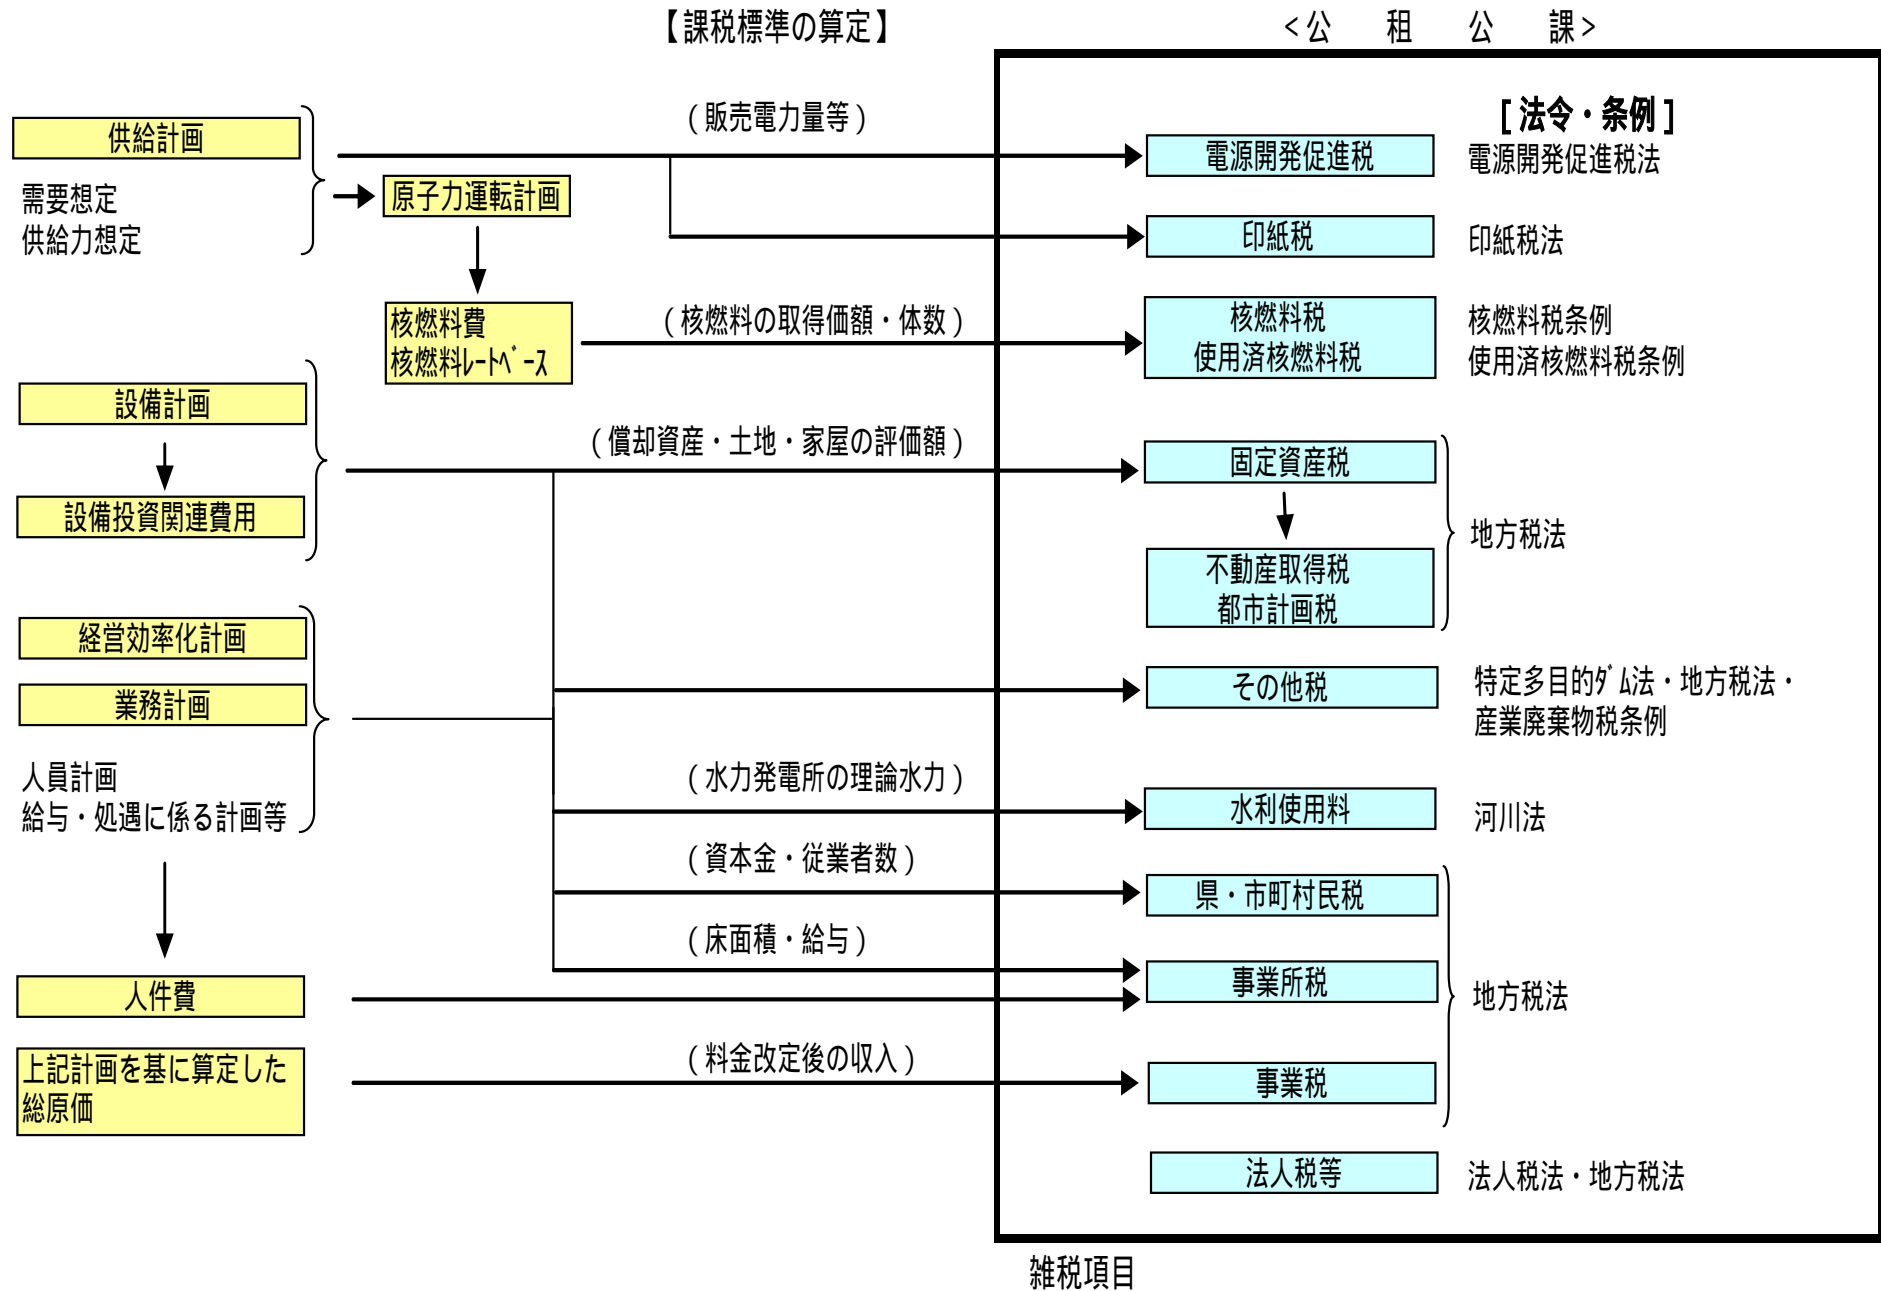 【課税標準の算定】
<公　租　公　課>
[法令・条例]
供給計画
需要想定
供給力想定
原子力運転計画
(販売電力量等)
電源開発促進税
電源開発促進税法
印紙税
印紙税法
核燃料費
核燃料ﾚｰﾄﾍﾞｰｽ
(核燃料の取得価額・体数)
核燃料税
使用済核燃料税
核燃料税条例
使用済核燃料税条例
設備計画
設備投資関連費用
(償却資産・土地・家屋の評価額)
固定資産税
不動産取得税
都市計画税
地方税法
経営効率化計画
業務計画
人員計画
給与・処遇に係る計画等
その他税
特定多目的ﾀﾞﾑ法・地方税法・
産業廃棄物税条例
(水力発電所の理論水力)
水利使用料
河川法
(資本金・従業者数)
県・市町村民税
(床面積・給与)
事業所税
地方税法
人件費
上記計画を基に算定した
総原価
(料金改定後の収入)
事業税
法人税等
法人税法・地方税法
雑税項目